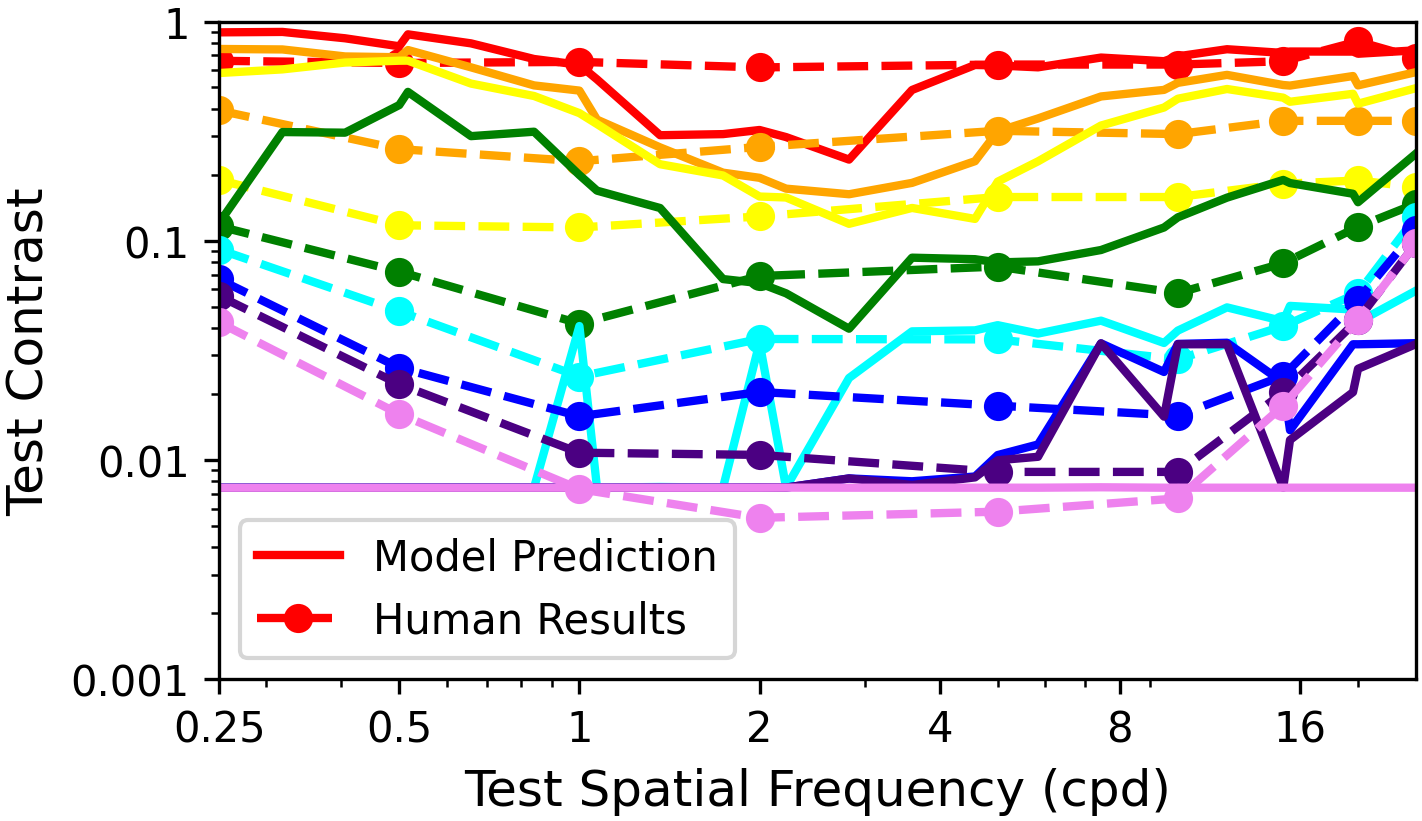 1
0.1
0.01
0.001
Test Contrast
Model Prediction
Human Results
0.25 0.5 1 2 4 8 16
Test Spatial Frequency (cpd)